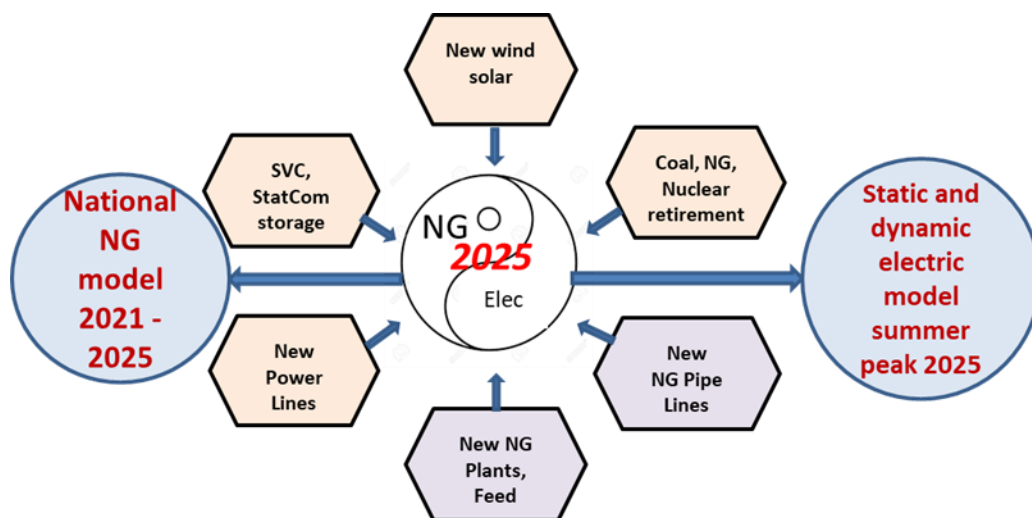 New wind
solar
SVC,
StatCom
storage
Coal, NG,
Nuclear
retirement
National
NG
model
2021 -
2025
NG
2025
Elec
Static and
dynamic
electric
model
summer
peak 2025
New
Power
Lines
New
NG Pipe
Lines
New NG
Plants,
Feed